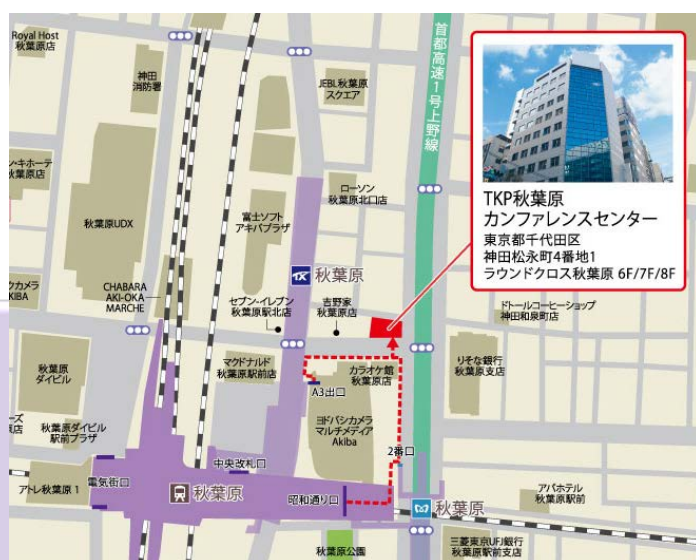 Royal Host
秋葉原店
神田
消防署
JEBL秋葉原
スクエア
首都高速1号上野線
TKP秋葉原
カンファレンスセンター
東京都千代田区
神田松永町4番地1
ラウンドクロス秋葉原 6F/7F/8F
ン・キホーテ
秋葉原店
秋葉原UDX
富士ソフト
アキバプラザ
ローソン
秋葉原北口店
TX
秋葉原
クカメラ
AKIBA
CHABARA
AKI-OKA
MARCHE
セブン-イレブン
秋葉原駅北店
吉野家
秋葉原店
ドトールコーヒーショップ
神田和泉町店
秋葉原
ダイビル
マクドナルド
秋葉原駅前店
カラオケ館
秋葉原店
りそな銀行
秋葉原支店
A3出口
ーズ
原店
秋葉原ダイビル
駅前プラザ
ヨドバシカメラ
マルチメディア
Akiba
2番口
中央改札口
電気街口
アトレ秋葉原1
秋葉原
昭和通り口
秋葉原
アパホテル
秋葉原駅前
秋葉原公園
三菱東京UFJ銀行
秋葉原駅前支店